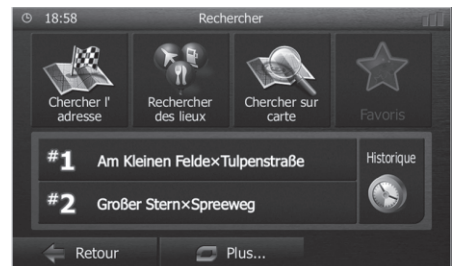 18:58 Rechercher
Chercher l'
adresse
Rechercher
des lieux
Chercher sur
carte
Favoris
#1 Am Kleinen Felde×Tulpenstraße
#2 Großer Stern×Spreeweg
Historique
Retour Plus...